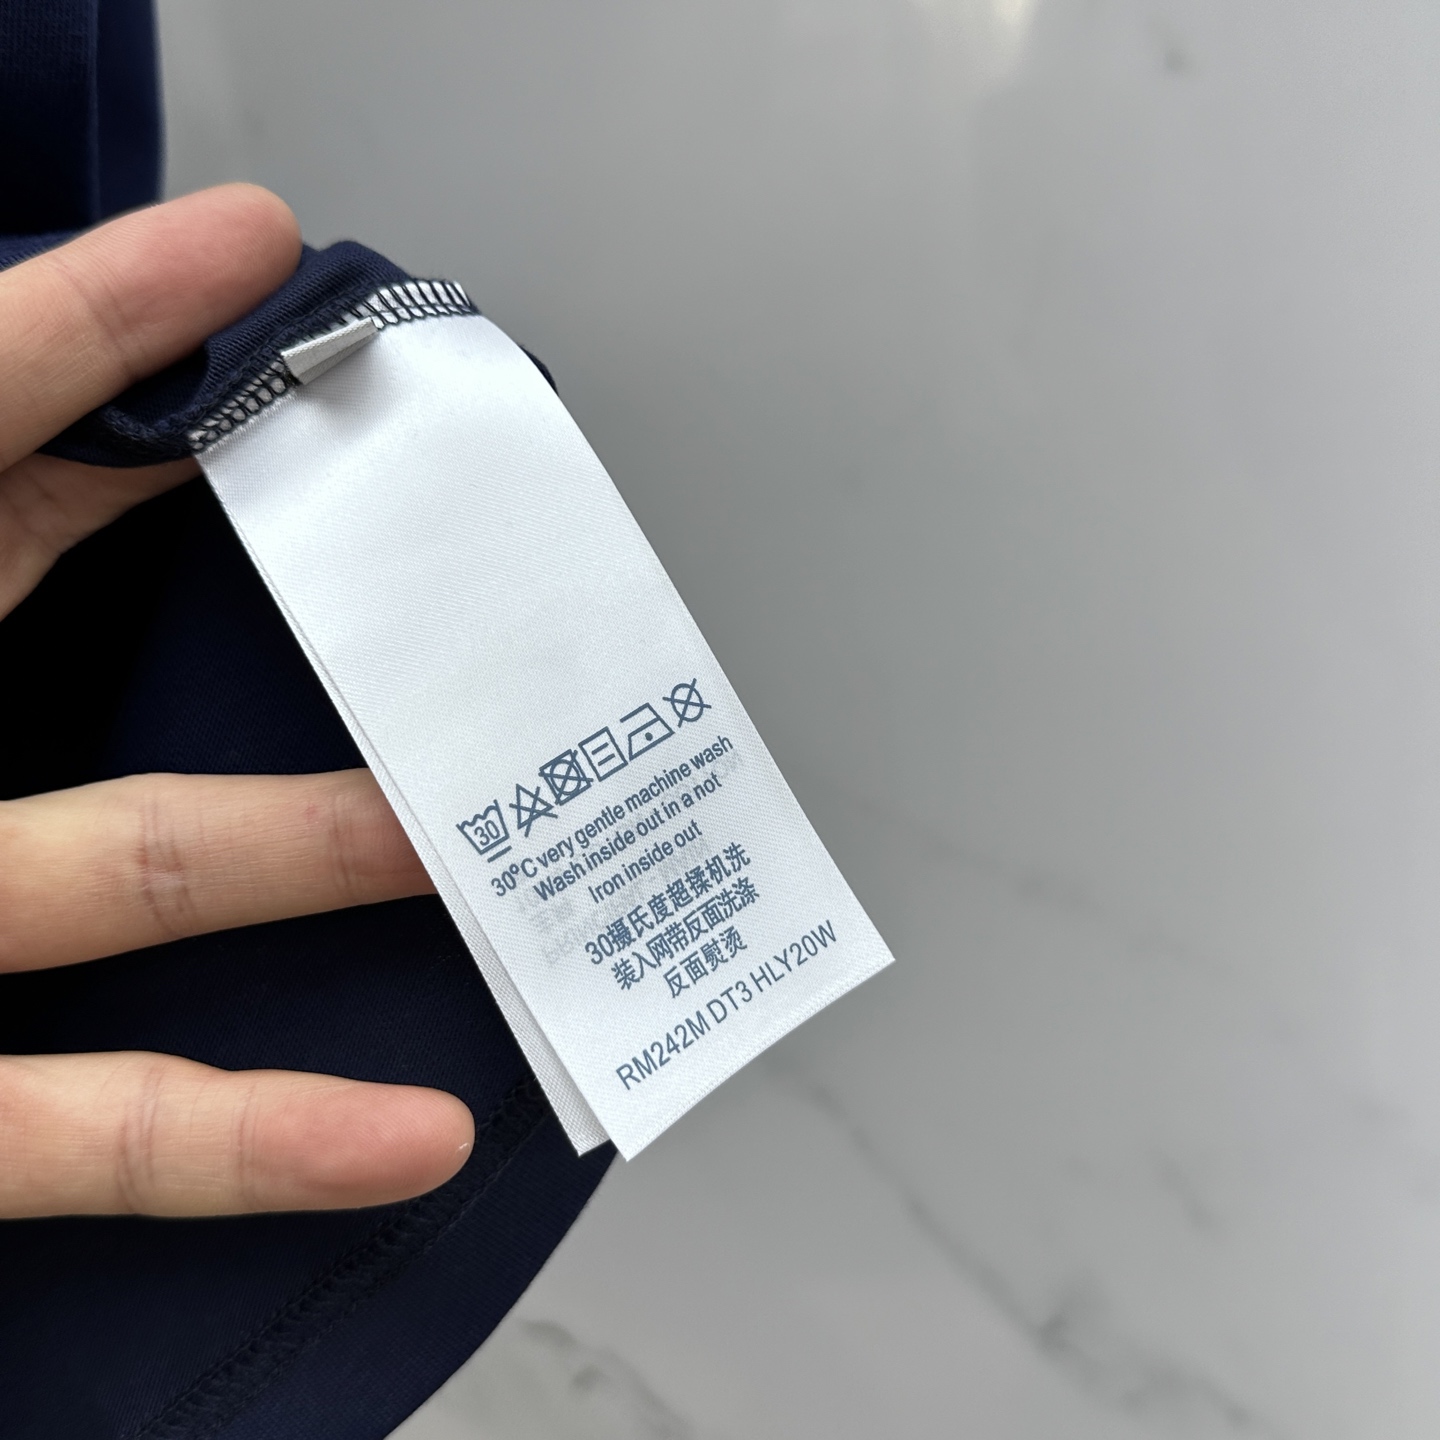 30
30°C very gentle machine wash
Wash inside out in a not
Iron inside out
30摄氏度超揉机洗
装入网带反面洗涤
反面熨烫
RM242M DT3 HLY20W